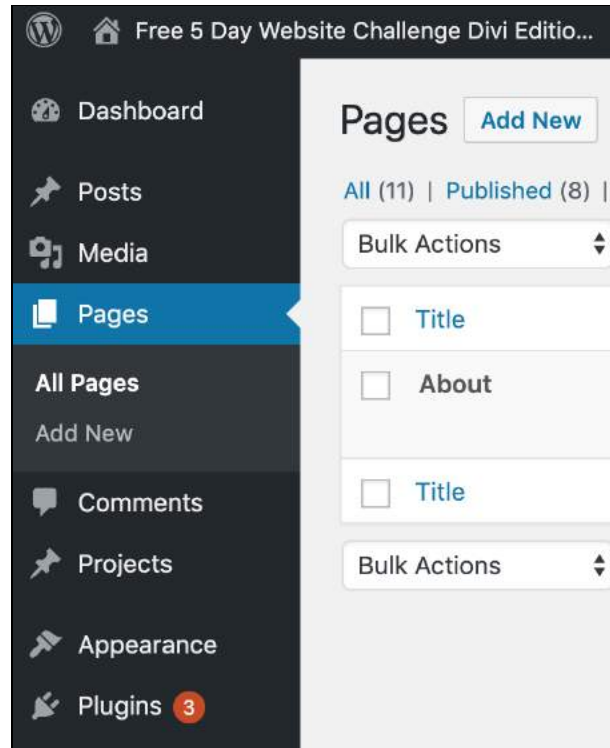 Free 5 Day Website Challenge Divi Editio...
Dashboard
Posts
Media
Pages
All Pages
Add New
Comments
Projects
Appearance
Plugins 3
Pages Add New
All (11) | Published (8) |
Bulk Actions
Title
About
Title
Bulk Actions